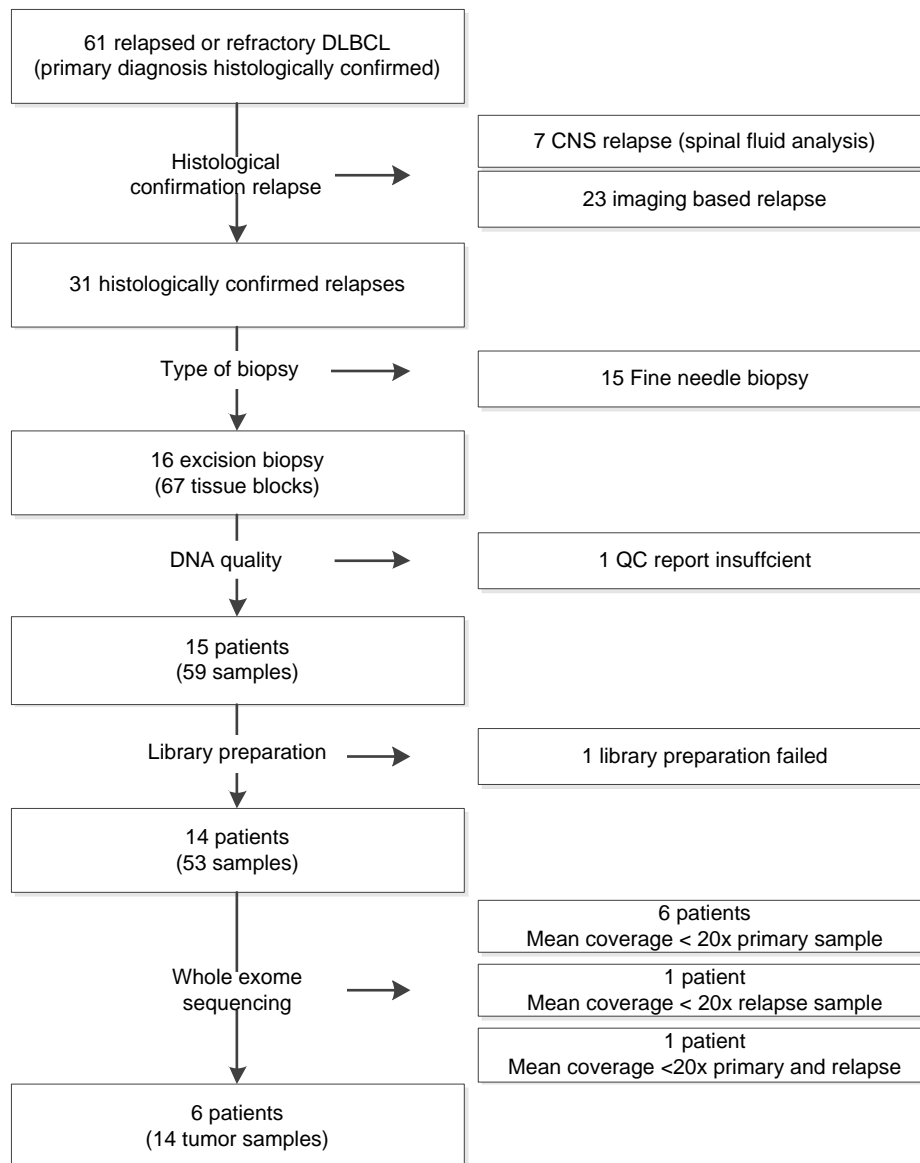 61 relapsed or refractory DLBCL
(primary diagnosis histologically confirmed)
Histological
confirmation relapse
7 CNS relapse (spinal fluid analysis)
23 imaging based relapse
31 histologically confirmed relapses
Type of biopsy
15 Fine needle biopsy
16 excision biopsy
(67 tissue blocks)
DNA quality
1 QC report insuffcient
15 patients
(59 samples)
Library preparation
1 library preparation failed
14 patients
(53 samples)
Whole exome
sequencing
6 patients
Mean coverage < 20x primary sample
1 patient
Mean coverage < 20x relapse sample
1 patient
Mean coverage <20x primary and relapse
6 patients
(14 tumor samples)